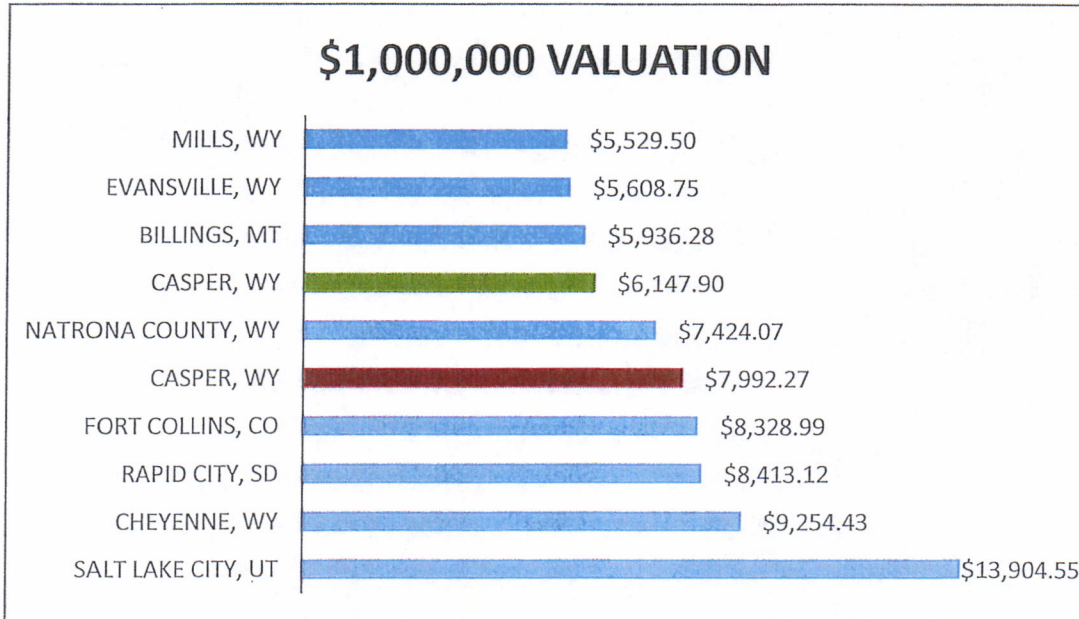 $1,000,000 VALUATION
MILLS, WY $5,529.50
EVANSVILLE, WY $5,608.75
BILLINGS, MT $5,936.28
CASPER, WY $6,147.90
NATRONA COUNTY, WY $7,424.07
CASPER, WY $7,992.27
FORT COLLINS, CO $8,328.99
RAPID CITY, SD $8,413.12
CHEYENNE, WY $9,254.43
SALT LAKE CITY, UT $13,904.55